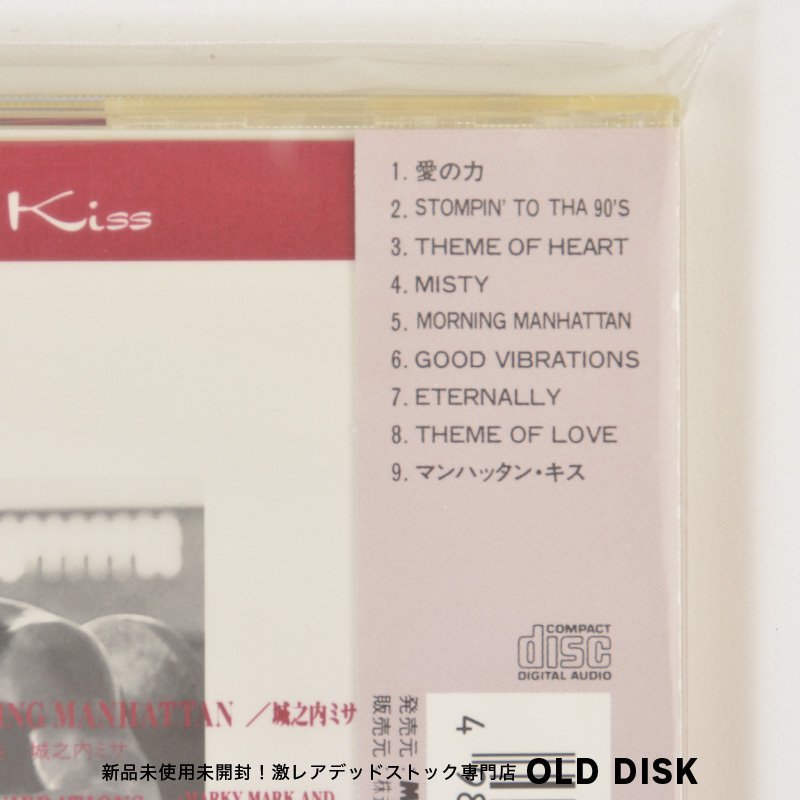 Kiss
1. 愛の力
2. STOMPIN' TO THA 90'S
3. THEME OF HEART
4. MISTY
5. MORNING MANHATTAN
6. GOOD VIBRATIONS
7. ETERNALLY
8. THEME OF LOVE
9. マンハッタン・キス
COMPACT
disc
DIGITAL AUDIO
MANHATTAN／城之内ミサ
城之内ミサ
MARKY MARK AND
発売元
販売元
株式
4
98
新品未使用未開封！激レアデッドストック専門店 OLD DISK